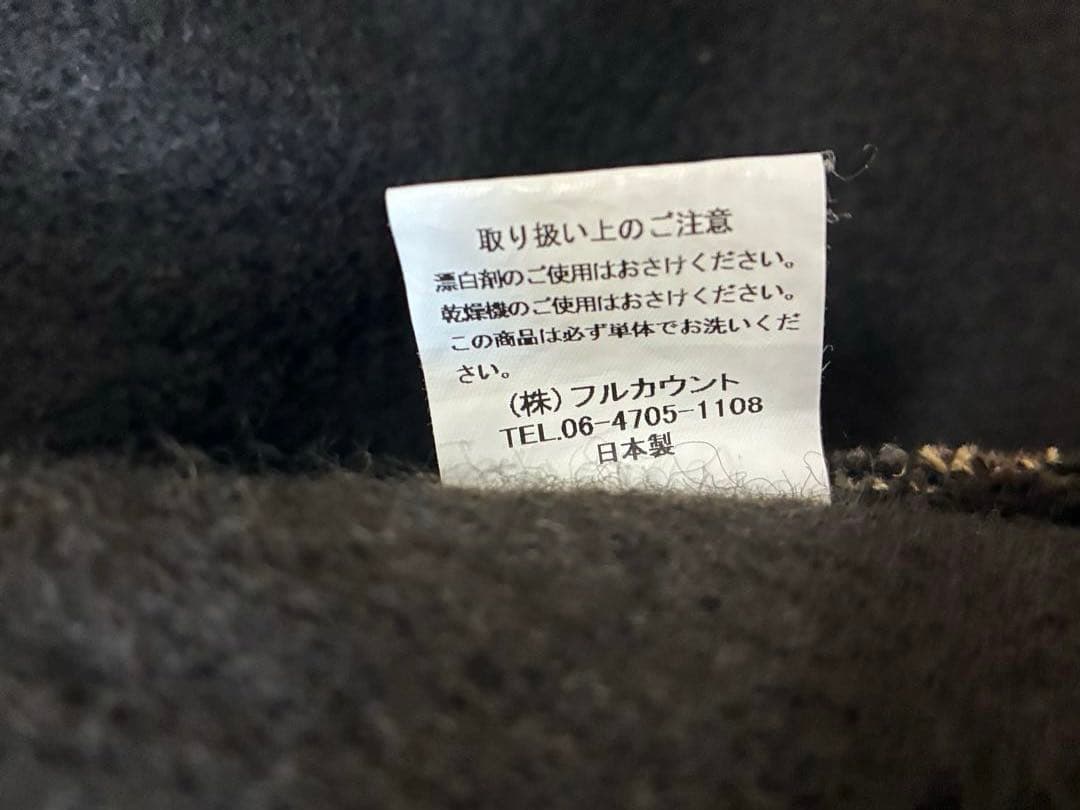 取り扱い上のご注意
漂白剤のご使用はおさけください。
乾燥機のご使用はおさけください。
この商品は必ず単体でお洗いくだ
さい。
(株)フルカウント
TEL.06-4705-1108
日本製